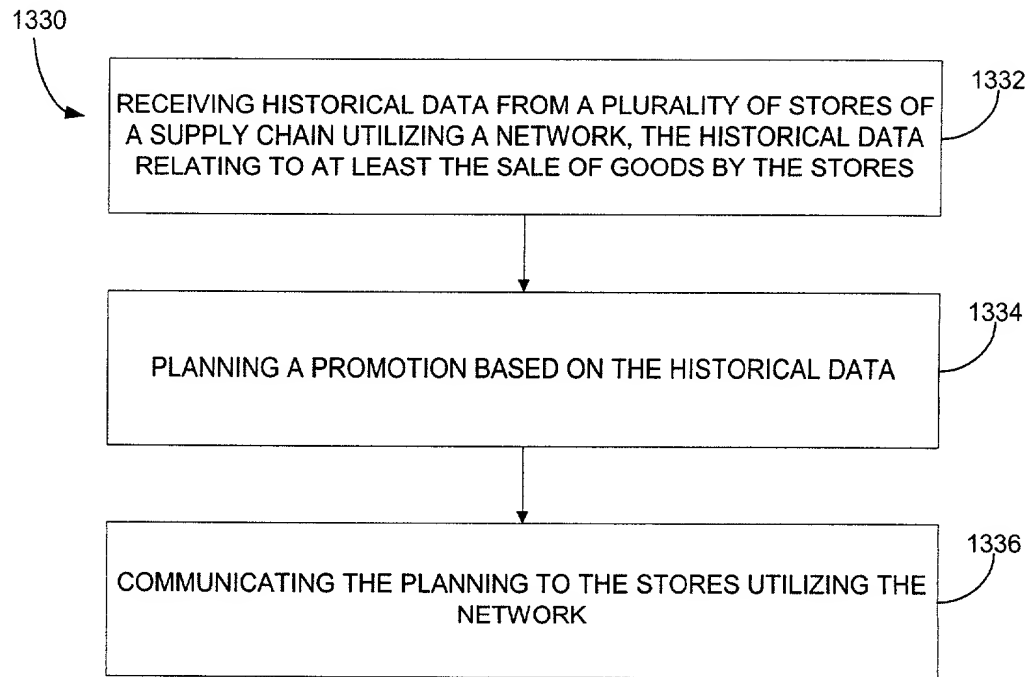 1330
1332
RECEIVING HISTORICAL DATA FROM A PLURALITY OF STORES OF
A SUPPLY CHAIN UTILIZING A NETWORK, THE HISTORICAL DATA
RELATING TO AT LEAST THE SALE OF GOODS BY THE STORES
1334
PLANNING A PROMOTION BASED ON THE HISTORICAL DATA
1336
COMMUNICATING THE PLANNING TO THE STORES UTILIZING THE
NETWORK